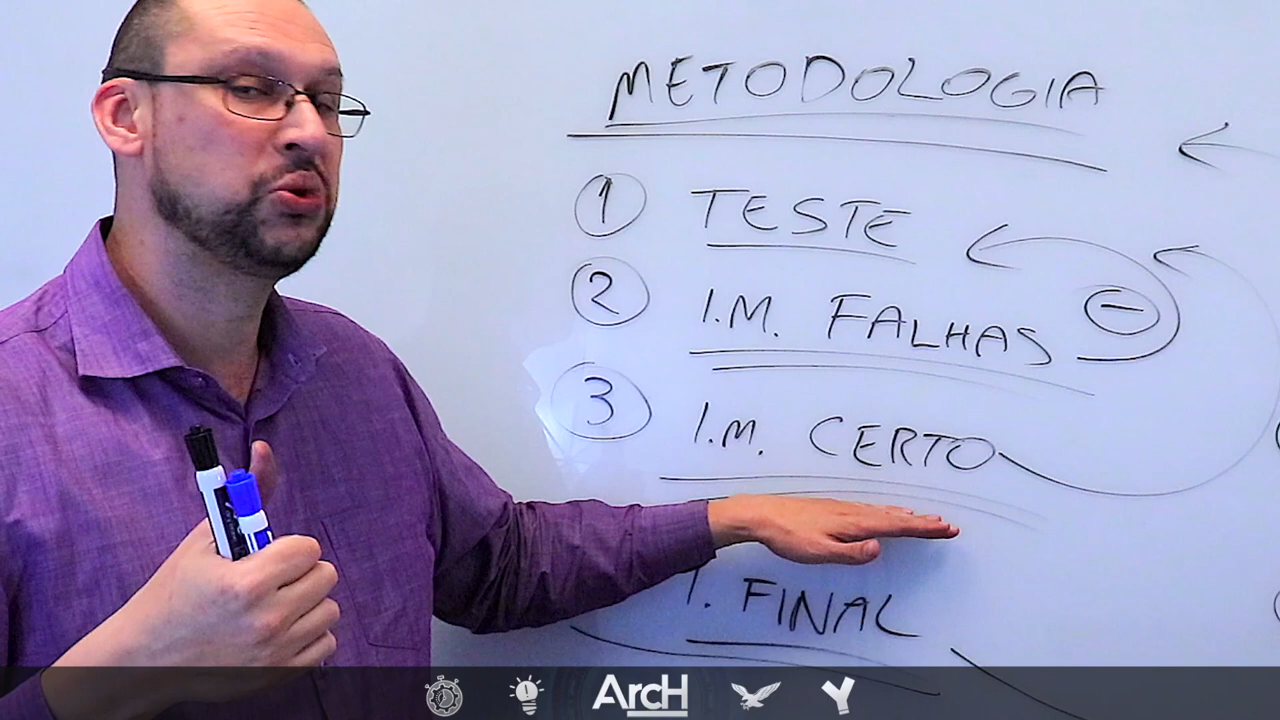 METODOLOGIA
1 TESTE
2 I.M. FALHAS −
3 I.M. CERTO
T. FINAL
ArcH